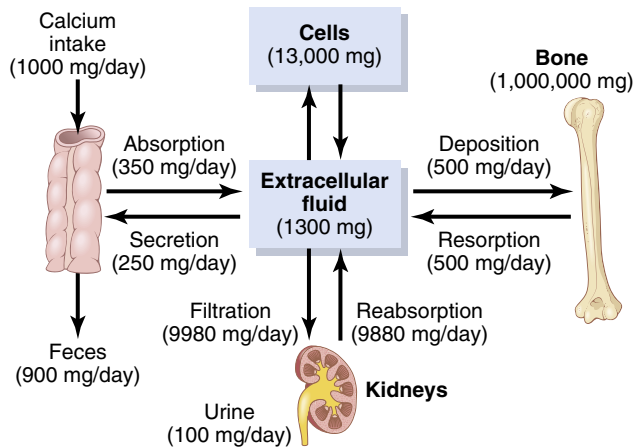 Calcium
intake
(1000 mg/day)
Cells
(13,000 mg)
Bone
(1,000,000 mg)
Absorption
(350 mg/day)
Deposition
(500 mg/day)
Extracellular
fluid
(1300 mg)
Secretion
(250 mg/day)
Resorption
(500 mg/day)
Filtration
(9980 mg/day)
Reabsorption
(9880 mg/day)
Feces
(900 mg/day)
Kidneys
Urine
(100 mg/day)